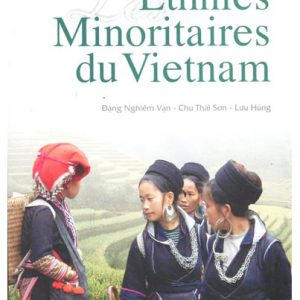 Ethnies
Minoritaires
du Vietnam
Đặng Nghiêm Vạn - Chu Thái Sơn - Lưu Hùng